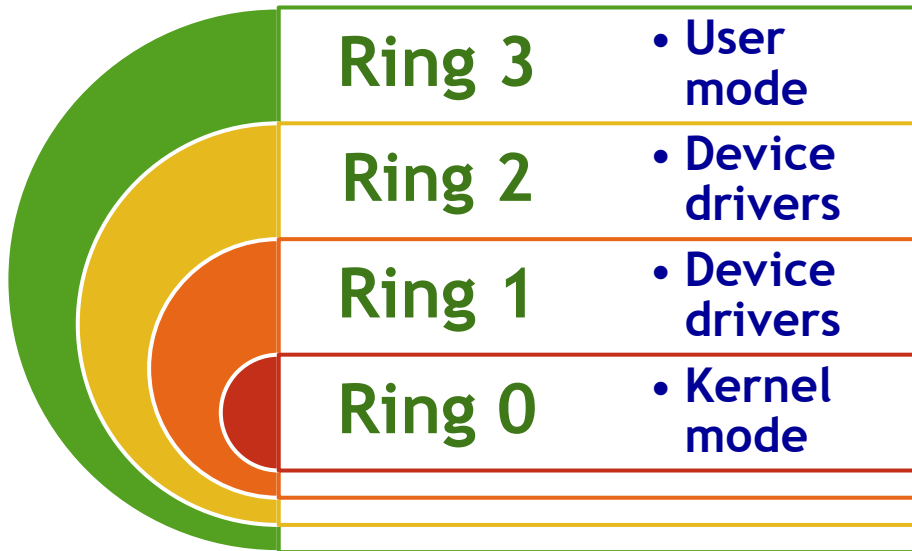 Ring 3
• User
mode
Ring 2
• Device
drivers
Ring 1
• Device
drivers
Ring 0
• Kernel
mode